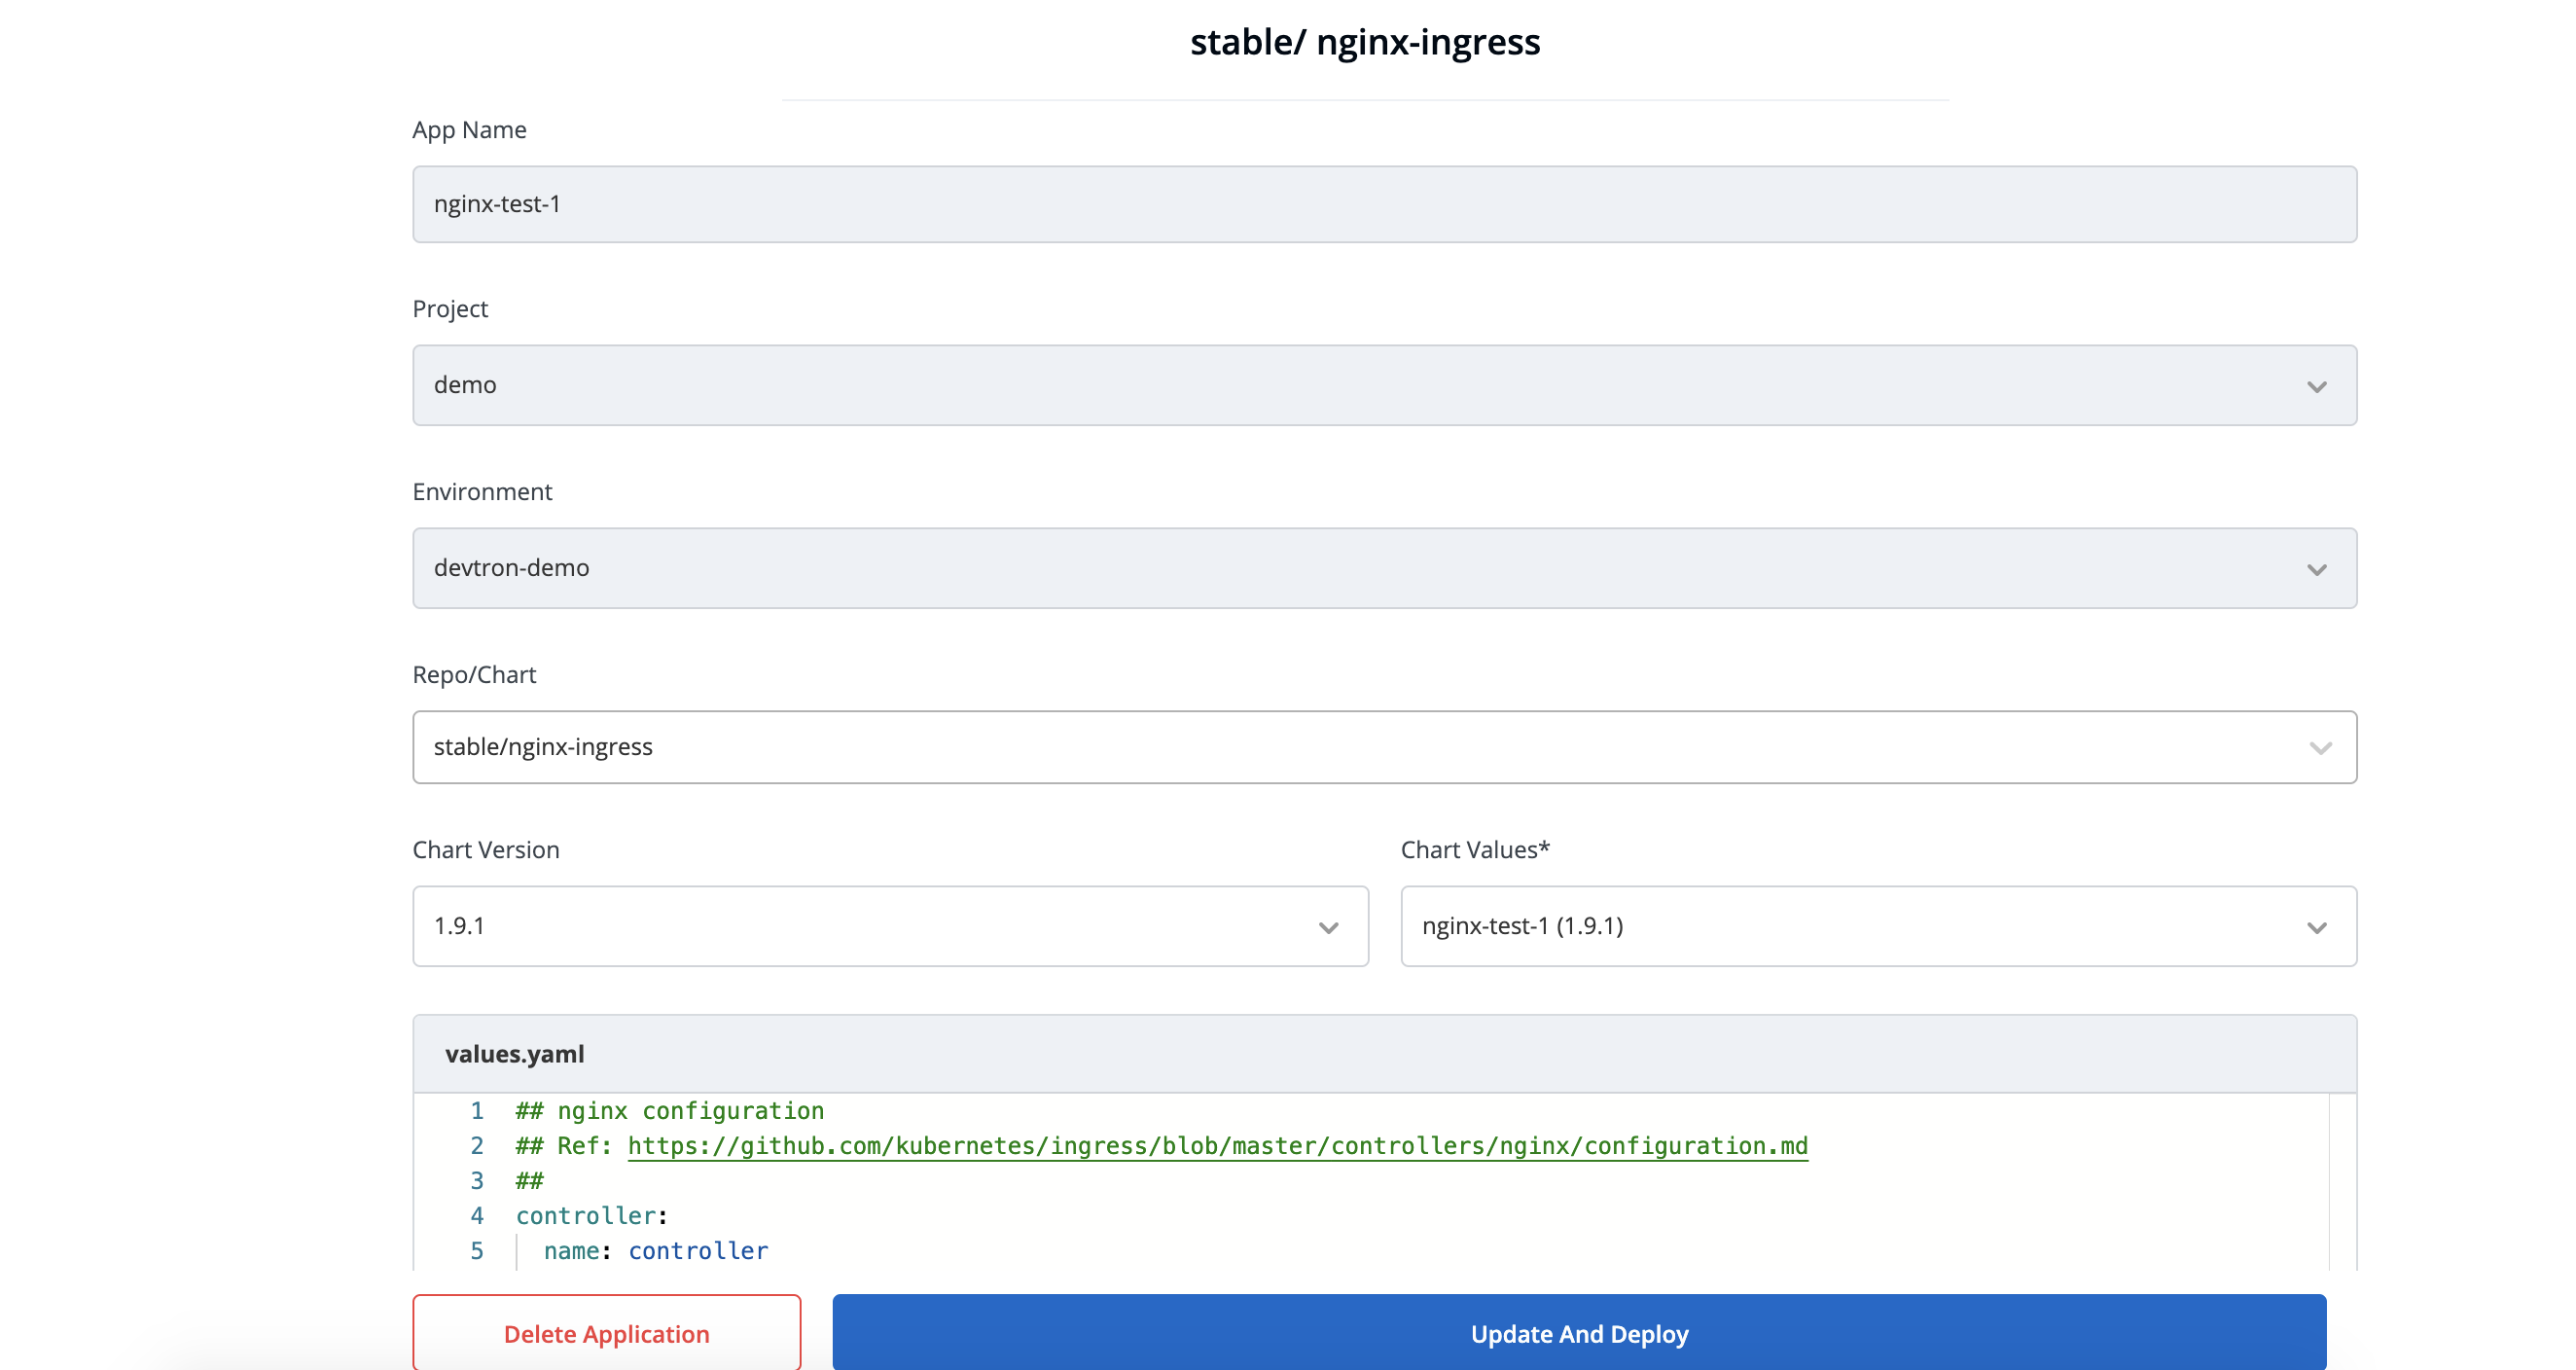 stable/ nginx-ingress
App Name
nginx-test-1
Project
demo
Environment
devtron-demo
Repo/Chart
stable/nginx-ingress
Chart Version
Chart Values*
1.9.1
nginx-test-1 (1.9.1)
values.yaml
1 ## nginx configuration
2 ## Ref: https://github.com/kubernetes/ingress/blob/master/controllers/nginx/configuration.md
3 ##
4 controller:
5 name: controller
Delete Application
Update And Deploy